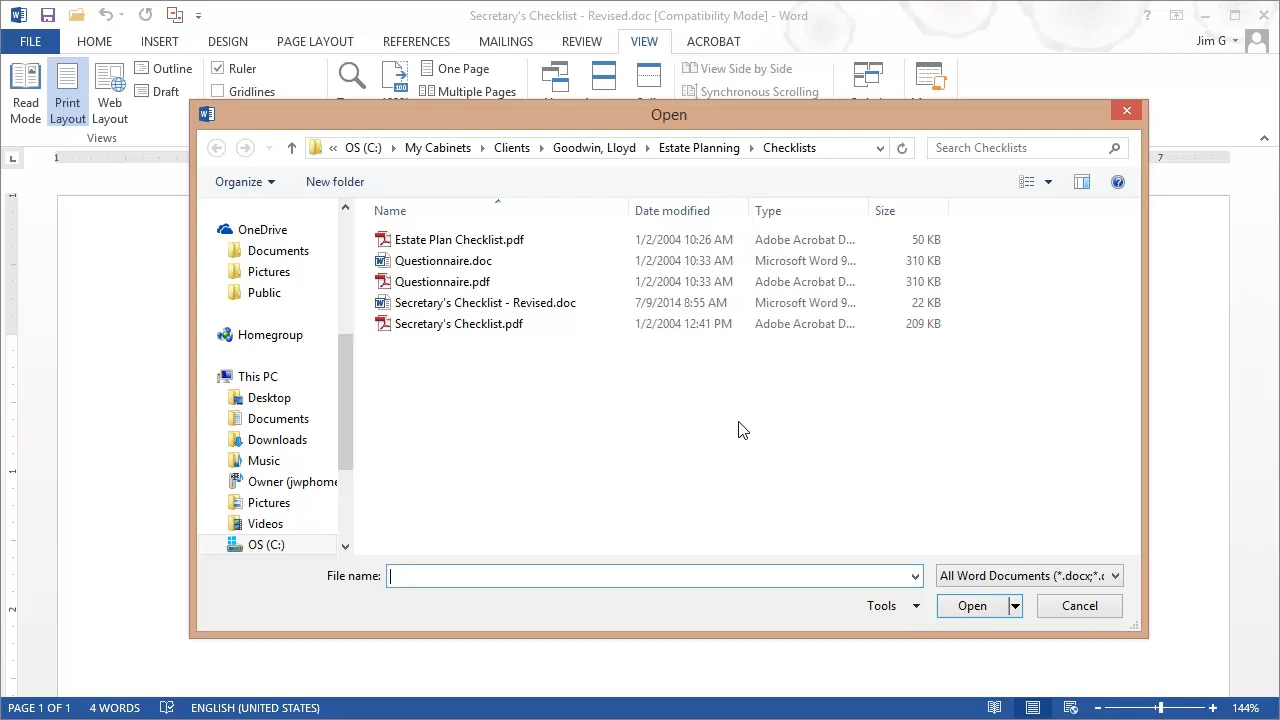 Secretary's Checklist - Revised.doc [Compatibility Mode] - Word
?
FILE HOME INSERT DESIGN PAGE LAYOUT REFERENCES MAILINGS REVIEW VIEW ACROBAT Jim G
Read Mode
Print Layout
Web Layout
Outline
Draft
Views
Ruler
Gridlines
100
One Page
Multiple Pages
View Side by Side
Synchronous Scrolling
Open
« OS (C:) My Cabinets Clients Goodwin, Lloyd Estate Planning Checklists
Search Checklists
Organize New folder
Name Date modified Type Size
Estate Plan Checklist.pdf 1/2/2004 10:26 AM Adobe Acrobat D... 50 KB
Questionnaire.doc 1/2/2004 10:33 AM Microsoft Word 9... 310 KB
Questionnaire.pdf 1/2/2004 10:33 AM Adobe Acrobat D... 310 KB
Secretary's Checklist - Revised.doc 7/9/2014 8:55 AM Microsoft Word 9... 22 KB
Secretary's Checklist.pdf 1/2/2004 12:41 PM Adobe Acrobat D... 209 KB
OneDrive
Documents
Pictures
Public
Homegroup
This PC
Desktop
Documents
Downloads
Music
Owner (jwphome
Pictures
Videos
OS (C:)
File name: All Word Documents (*.docx;*.c
Tools Open Cancel
L 1 7
1
1
2
PAGE 1 OF 1 4 WORDS ENGLISH (UNITED STATES) 144%